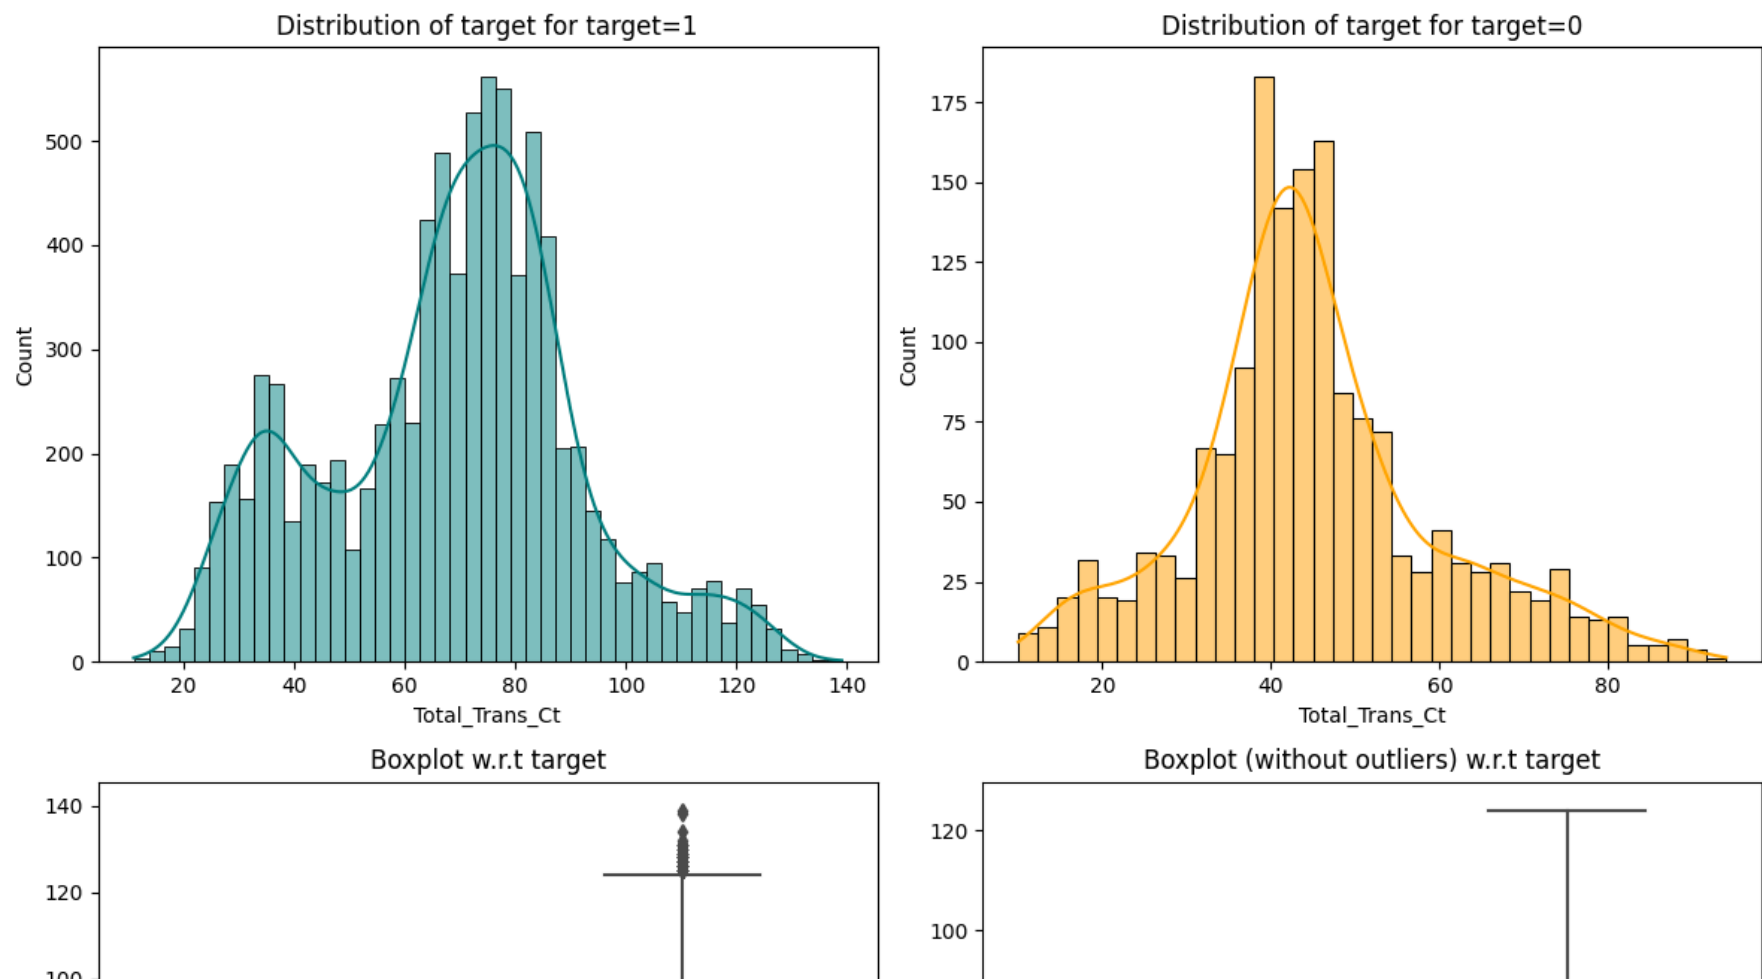 Distribution of target for target=1
Distribution of target for target=0
Count
500
400
300
200
100
0
20 40 60 80 100 120 140
Total_Trans_Ct
Count
175
150
125
100
75
50
25
0
20 40 60 80
Total_Trans_Ct
Boxplot w.r.t target
140
120
100
Boxplot (without outliers) w.r.t target
120
100